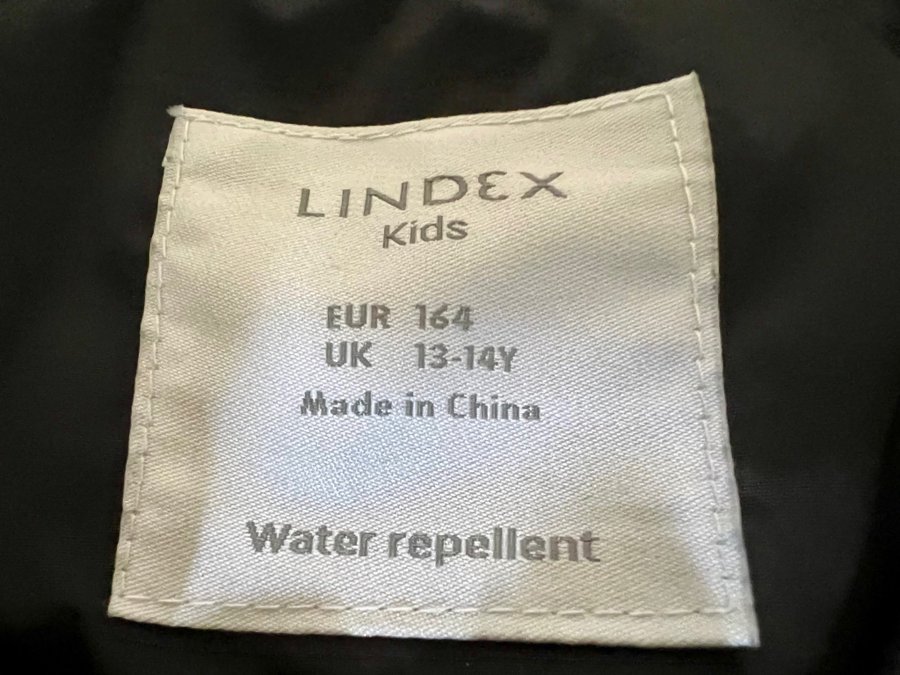 LINDEX
Kids
EUR 164
UK 13-14Y
Made in China
Water repellent